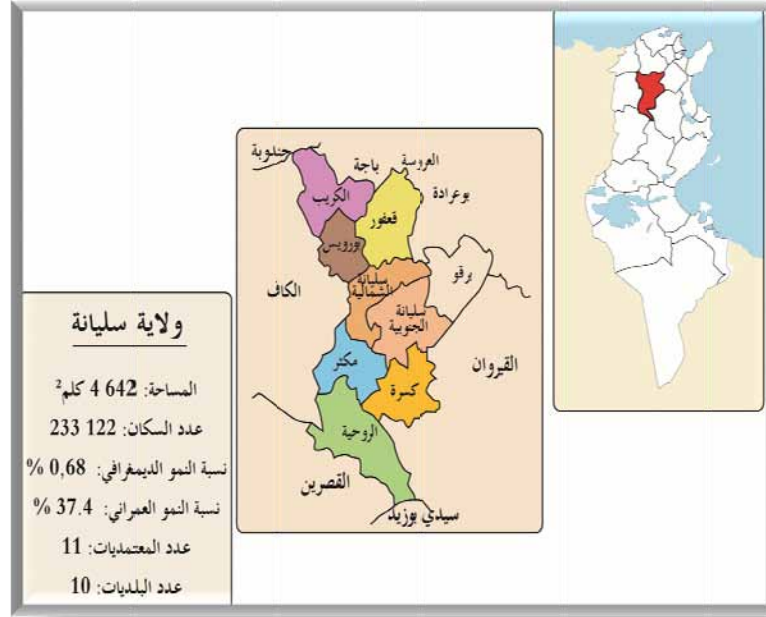 جندوبة
باجة
العروسة
بوعرادة
الكريب
قعفور
بورويس
برقو
سليانة
الشمالية
الكاف
سليانة
الجنوبية
القيروان
مكثر
كسرة
الروحية
القصرين
سيدي بوزيد
ولاية سليانة
المساحة: 642 4 كلم²
عدد السكان: 122 233
نسبة النمو الديمغرافي: 0,68 %
نسبة النمو العمراني: 37.4 %
عدد المعتمديات: 11
عدد البلديات: 10